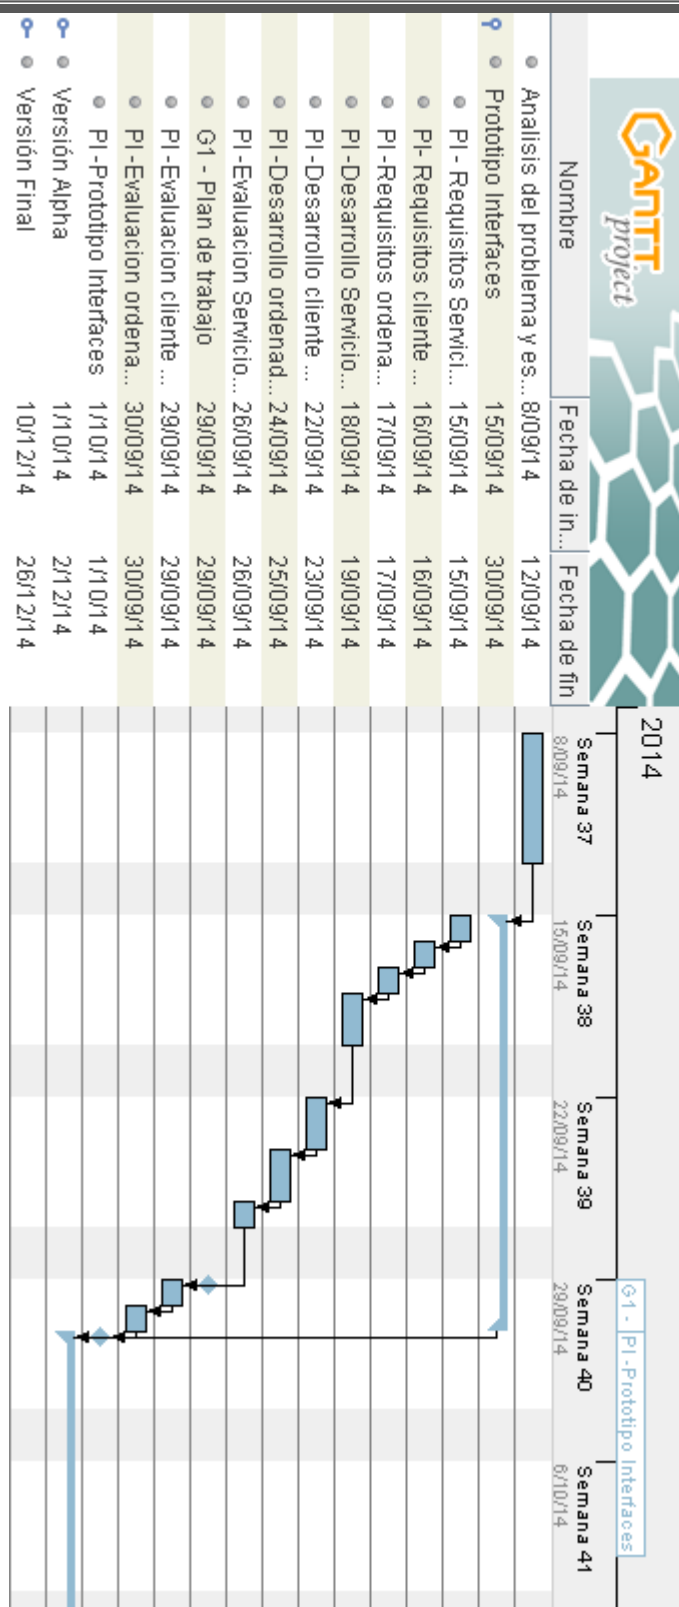 GANTT
project
Nombre Fecha de in... Fecha de fin
Analisis del problema y es... 8/09/14 12/09/14
Prototipo Interfaces 15/09/14 30/09/14
PI - Requisitos Servici... 15/09/14 15/09/14
PI- Requisitos cliente ... 16/09/14 16/09/14
PI -Requisitos ordena... 17/09/14 17/09/14
PI -Desarrollo Servicio... 18/09/14 19/09/14
PI -Desarrollo cliente ... 22/09/14 23/09/14
PI -Desarrollo ordenad... 24/09/14 25/09/14
PI -Evaluacion Servicio... 26/09/14 26/09/14
G1 - Plan de trabajo 29/09/14 29/09/14
PI -Evaluacion cliente ... 29/09/14 29/09/14
PI -Evaluacion ordena... 30/09/14 30/09/14
PI -Prototipo Interfaces 1/10/14 1/10/14
Versión Alpha 1/10/14 2/12/14
Versión Final 10/12/14 26/12/14
2014
G1 - PI -Prototipo Interfaces
Semana 37 Semana 38 Semana 39 Semana 40 Semana 41
8/09/14 15/09/14 22/09/14 29/09/14 6/10/14